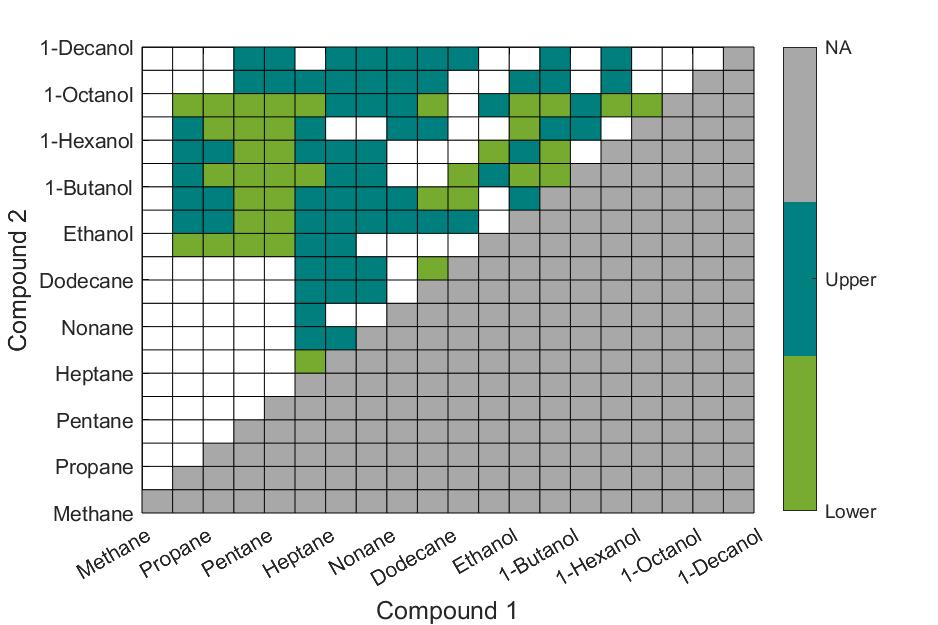 1-Decanol
1-Octanol
1-Hexanol
1-Butanol
Ethanol
Dodecane
Nonane
Heptane
Pentane
Propane
Methane
Compound 2
Methane
Propane
Pentane
Heptane
Nonane
Dodecane
Ethanol
1-Butanol
1-Hexanol
1-Octanol
1-Decanol
Compound 1
NA
Upper
Lower